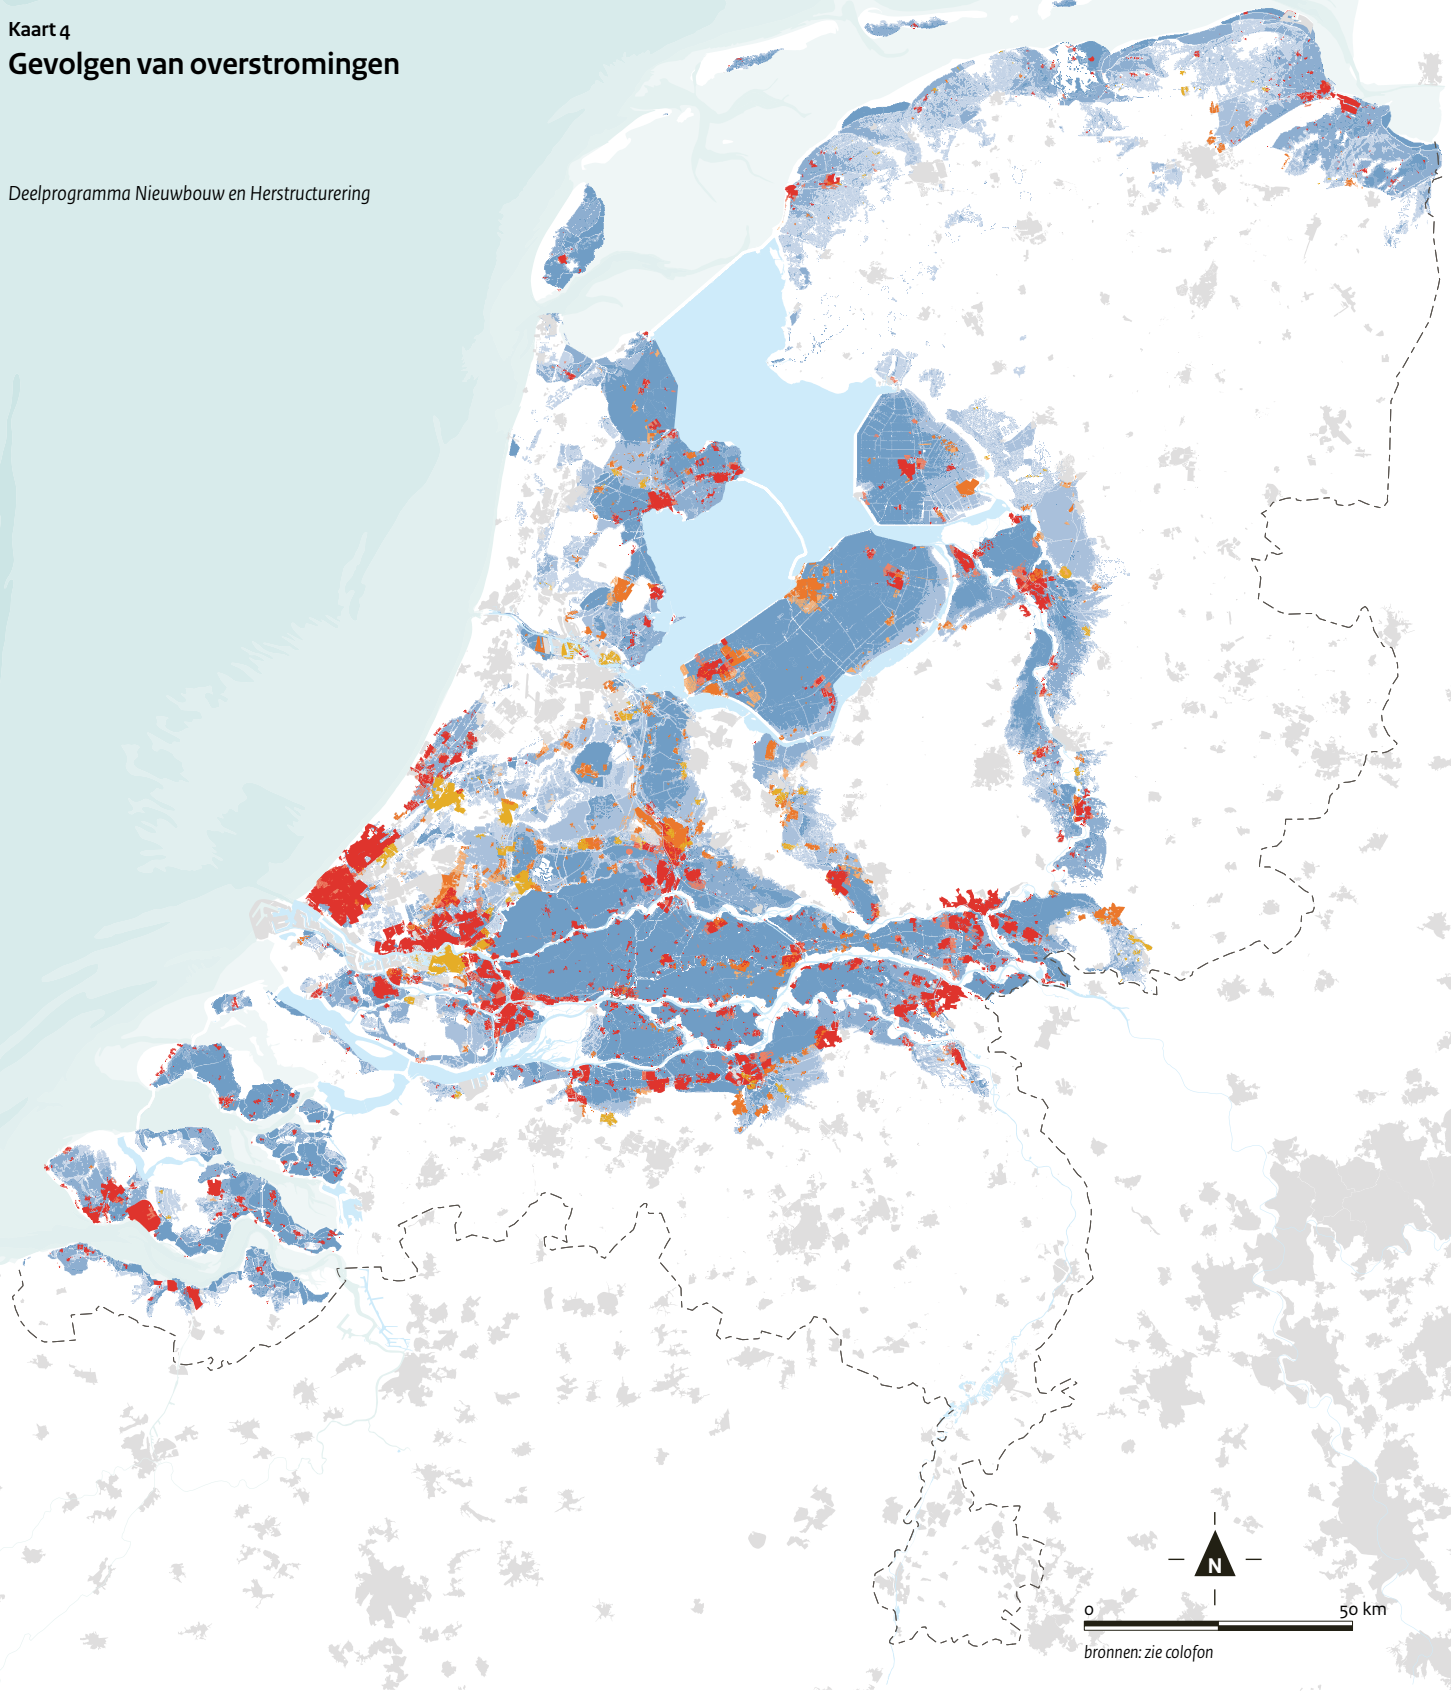 Kaart 4
Gevolgen van overstromingen
Deelprogramma Nieuwbouw en Herstructurering
N
0 50 km
bronnen: zie colofon